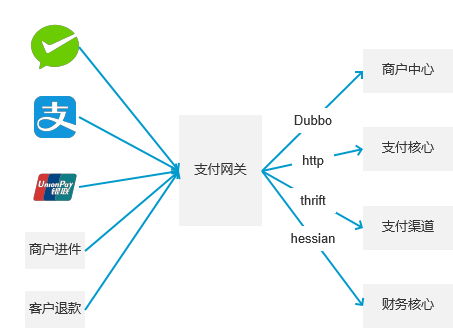 支
UnionPay
银联
商户进件
客户退款
支付网关
Dubbo
http
thrift
hessian
商户中心
支付核心
支付渠道
财务核心